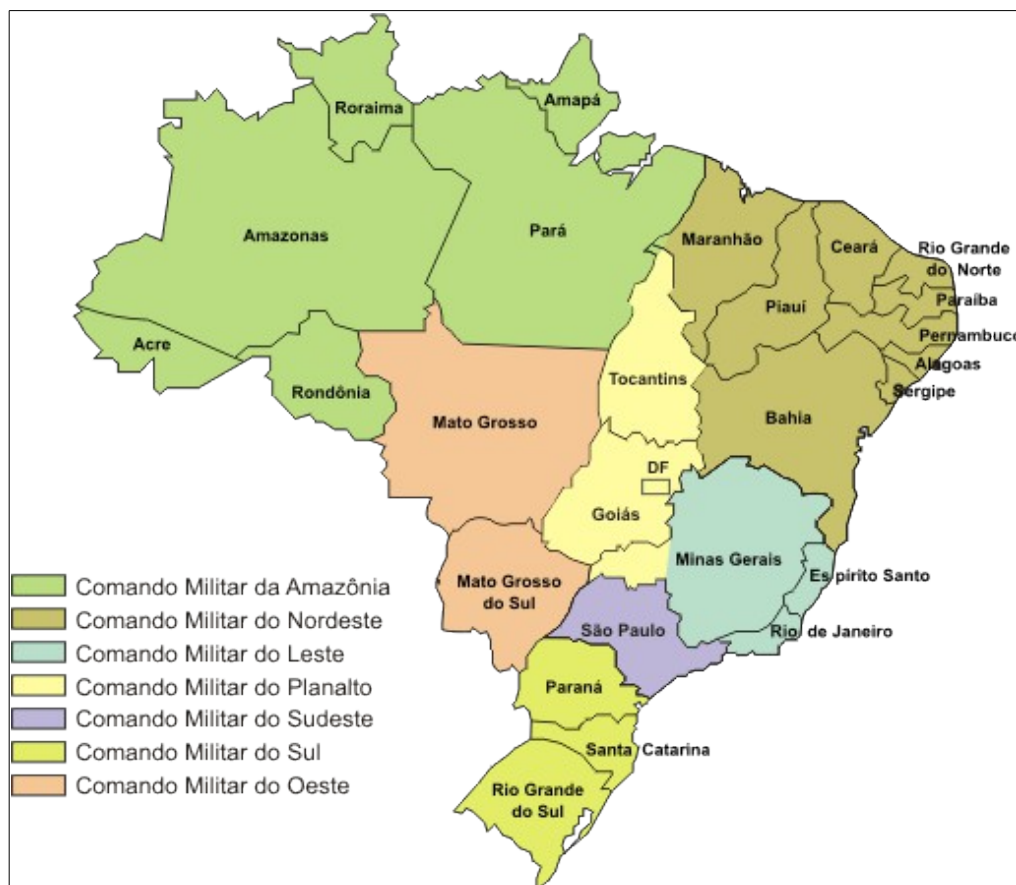 Roraima
Amapá
Amazonas
Pará
Maranhão
Ceará
Rio Grande
do Norte
Paraíba
Piauí
Pernambuco
Alagoas
Sergipe
Acre
Rondônia
Tocantins
Mato Grosso
Bahia
DF
Goiás
Minas Gerais
Espirito Santo
Mato Grosso
do Sul
São Paulo
Rio de Janeiro
Paraná
Santa Catarina
Rio Grande
do Sul
Comando Militar da Amazônia
Comando Militar do Nordeste
Comando Militar do Leste
Comando Militar do Planalto
Comando Militar do Sudeste
Comando Militar do Sul
Comando Militar do Oeste